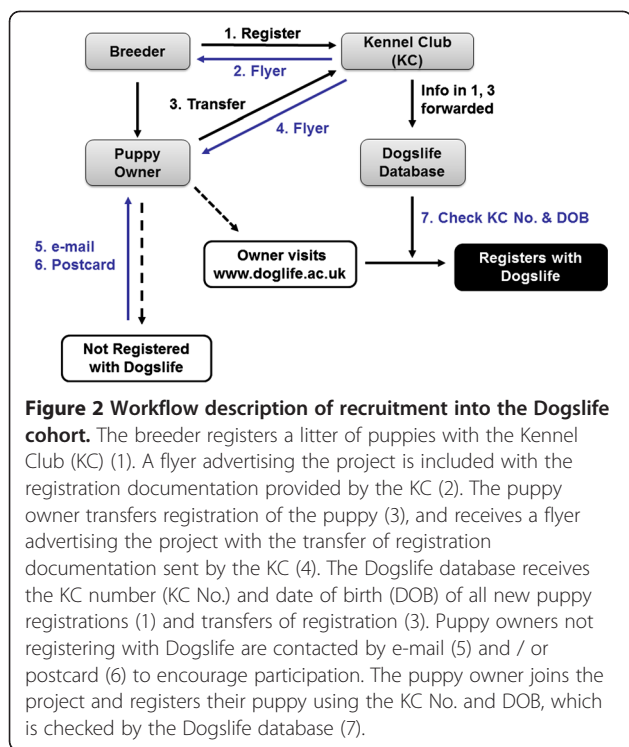 Breeder
1. Register
Kennel Club
(KC)
2. Flyer
3. Transfer
4. Flyer
Info in 1, 3
forwarded
Puppy
Owner
Dogslife
Database
5. e-mail
6. Postcard
7. Check KC No. & DOB
Owner visits
www.doglife.ac.uk
Registers with
Dogslife
Not Registered
with Dogslife
Figure 2 Workflow description of recruitment into the Dogslife
cohort. The breeder registers a litter of puppies with the Kennel
Club (KC) (1). A flyer advertising the project is included with the
registration documentation provided by the KC (2). The puppy
owner transfers registration of the puppy (3), and receives a flyer
advertising the project with the transfer of registration
documentation sent by the KC (4). The Dogslife database receives
the KC number (KC No.) and date of birth (DOB) of all new puppy
registrations (1) and transfers of registration (3). Puppy owners not
registering with Dogslife are contacted by e-mail (5) and / or
postcard (6) to encourage participation. The puppy owner joins the
project and registers their puppy using the KC No. and DOB, which
is checked by the Dogslife database (7).